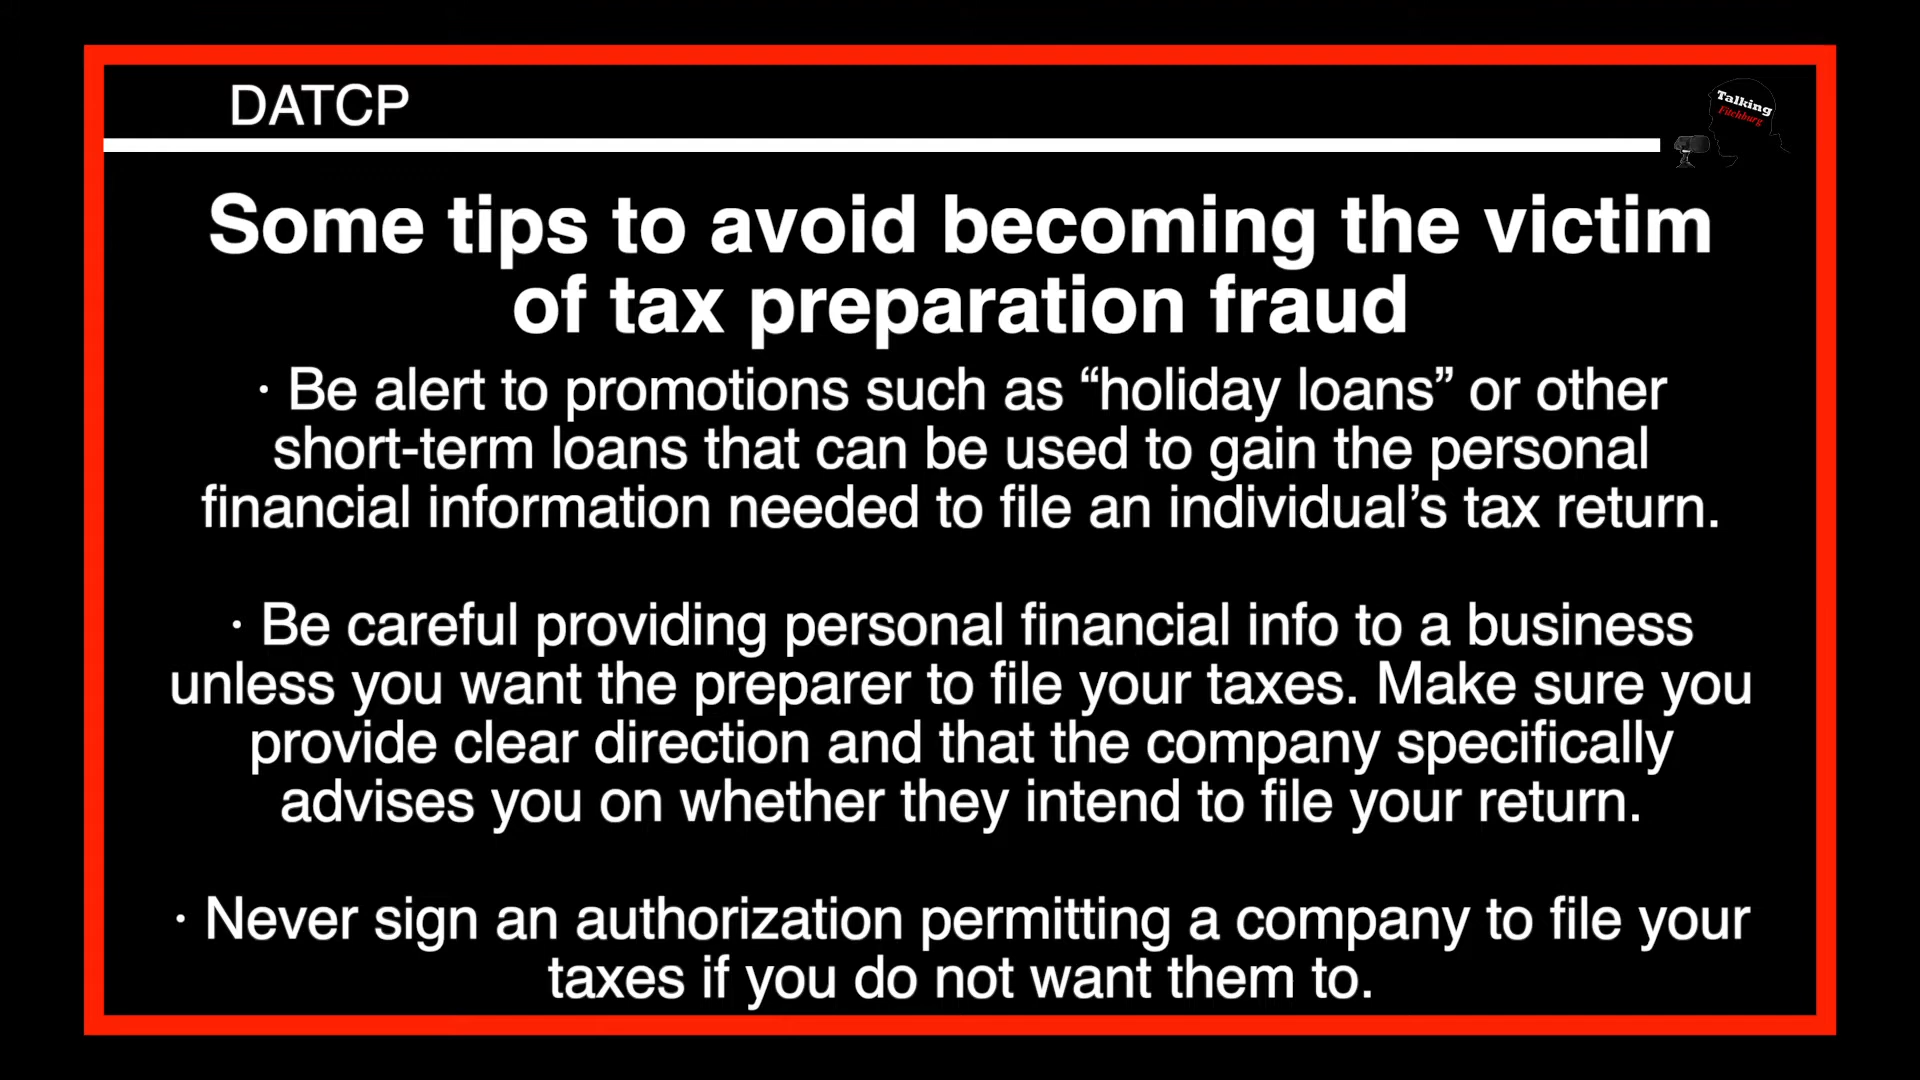 DATCP
Talking
Fitchburg
Some tips to avoid becoming the victim
of tax preparation fraud
· Be alert to promotions such as “holiday loans” or other
short-term loans that can be used to gain the personal
financial information needed to file an individual’s tax return.
· Be careful providing personal financial info to a business
unless you want the preparer to file your taxes. Make sure you
provide clear direction and that the company specifically
advises you on whether they intend to file your return.
· Never sign an authorization permitting a company to file your
taxes if you do not want them to.